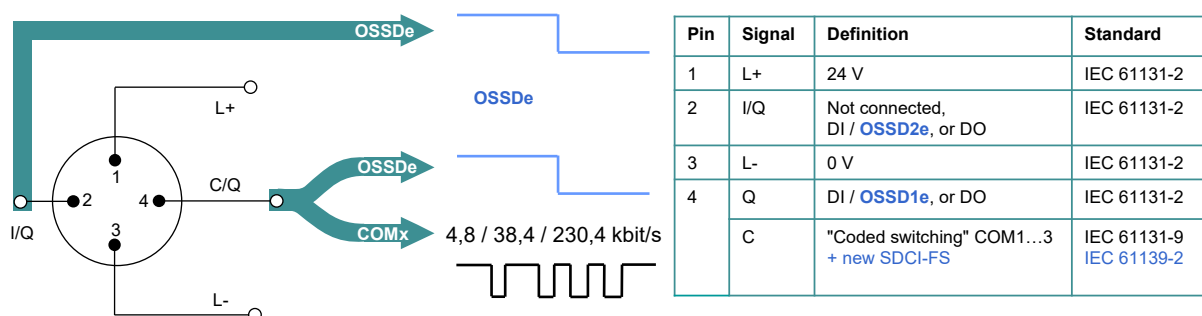 OSSDe
L+
OSSDe
1
OSSDe
C/Q
2
4
3
I/Q
COMx
4,8 / 38,4 / 230,4 kbit/s
L-
Pin Signal Definition Standard
1 L+ 24 V IEC 61131-2
2 I/Q Not connected, IEC 61131-2
DI / OSSD2e, or DO
3 L- 0 V IEC 61131-2
4 Q DI / OSSD1e, or DO IEC 61131-2
C "Coded switching" COM1…3 IEC 61131-9
+ new SDCI-FS IEC 61139-2